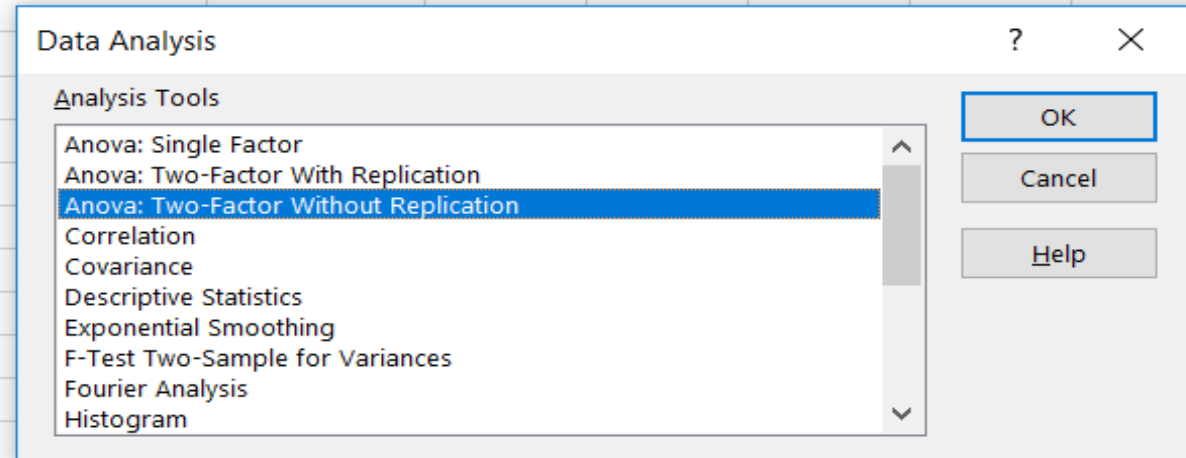 Data Analysis
?
Analysis Tools
Anova: Single Factor
Anova: Two-Factor With Replication
Anova: Two-Factor Without Replication
Correlation
Covariance
Descriptive Statistics
Exponential Smoothing
F-Test Two-Sample for Variances
Fourier Analysis
Histogram
OK
Cancel
Help